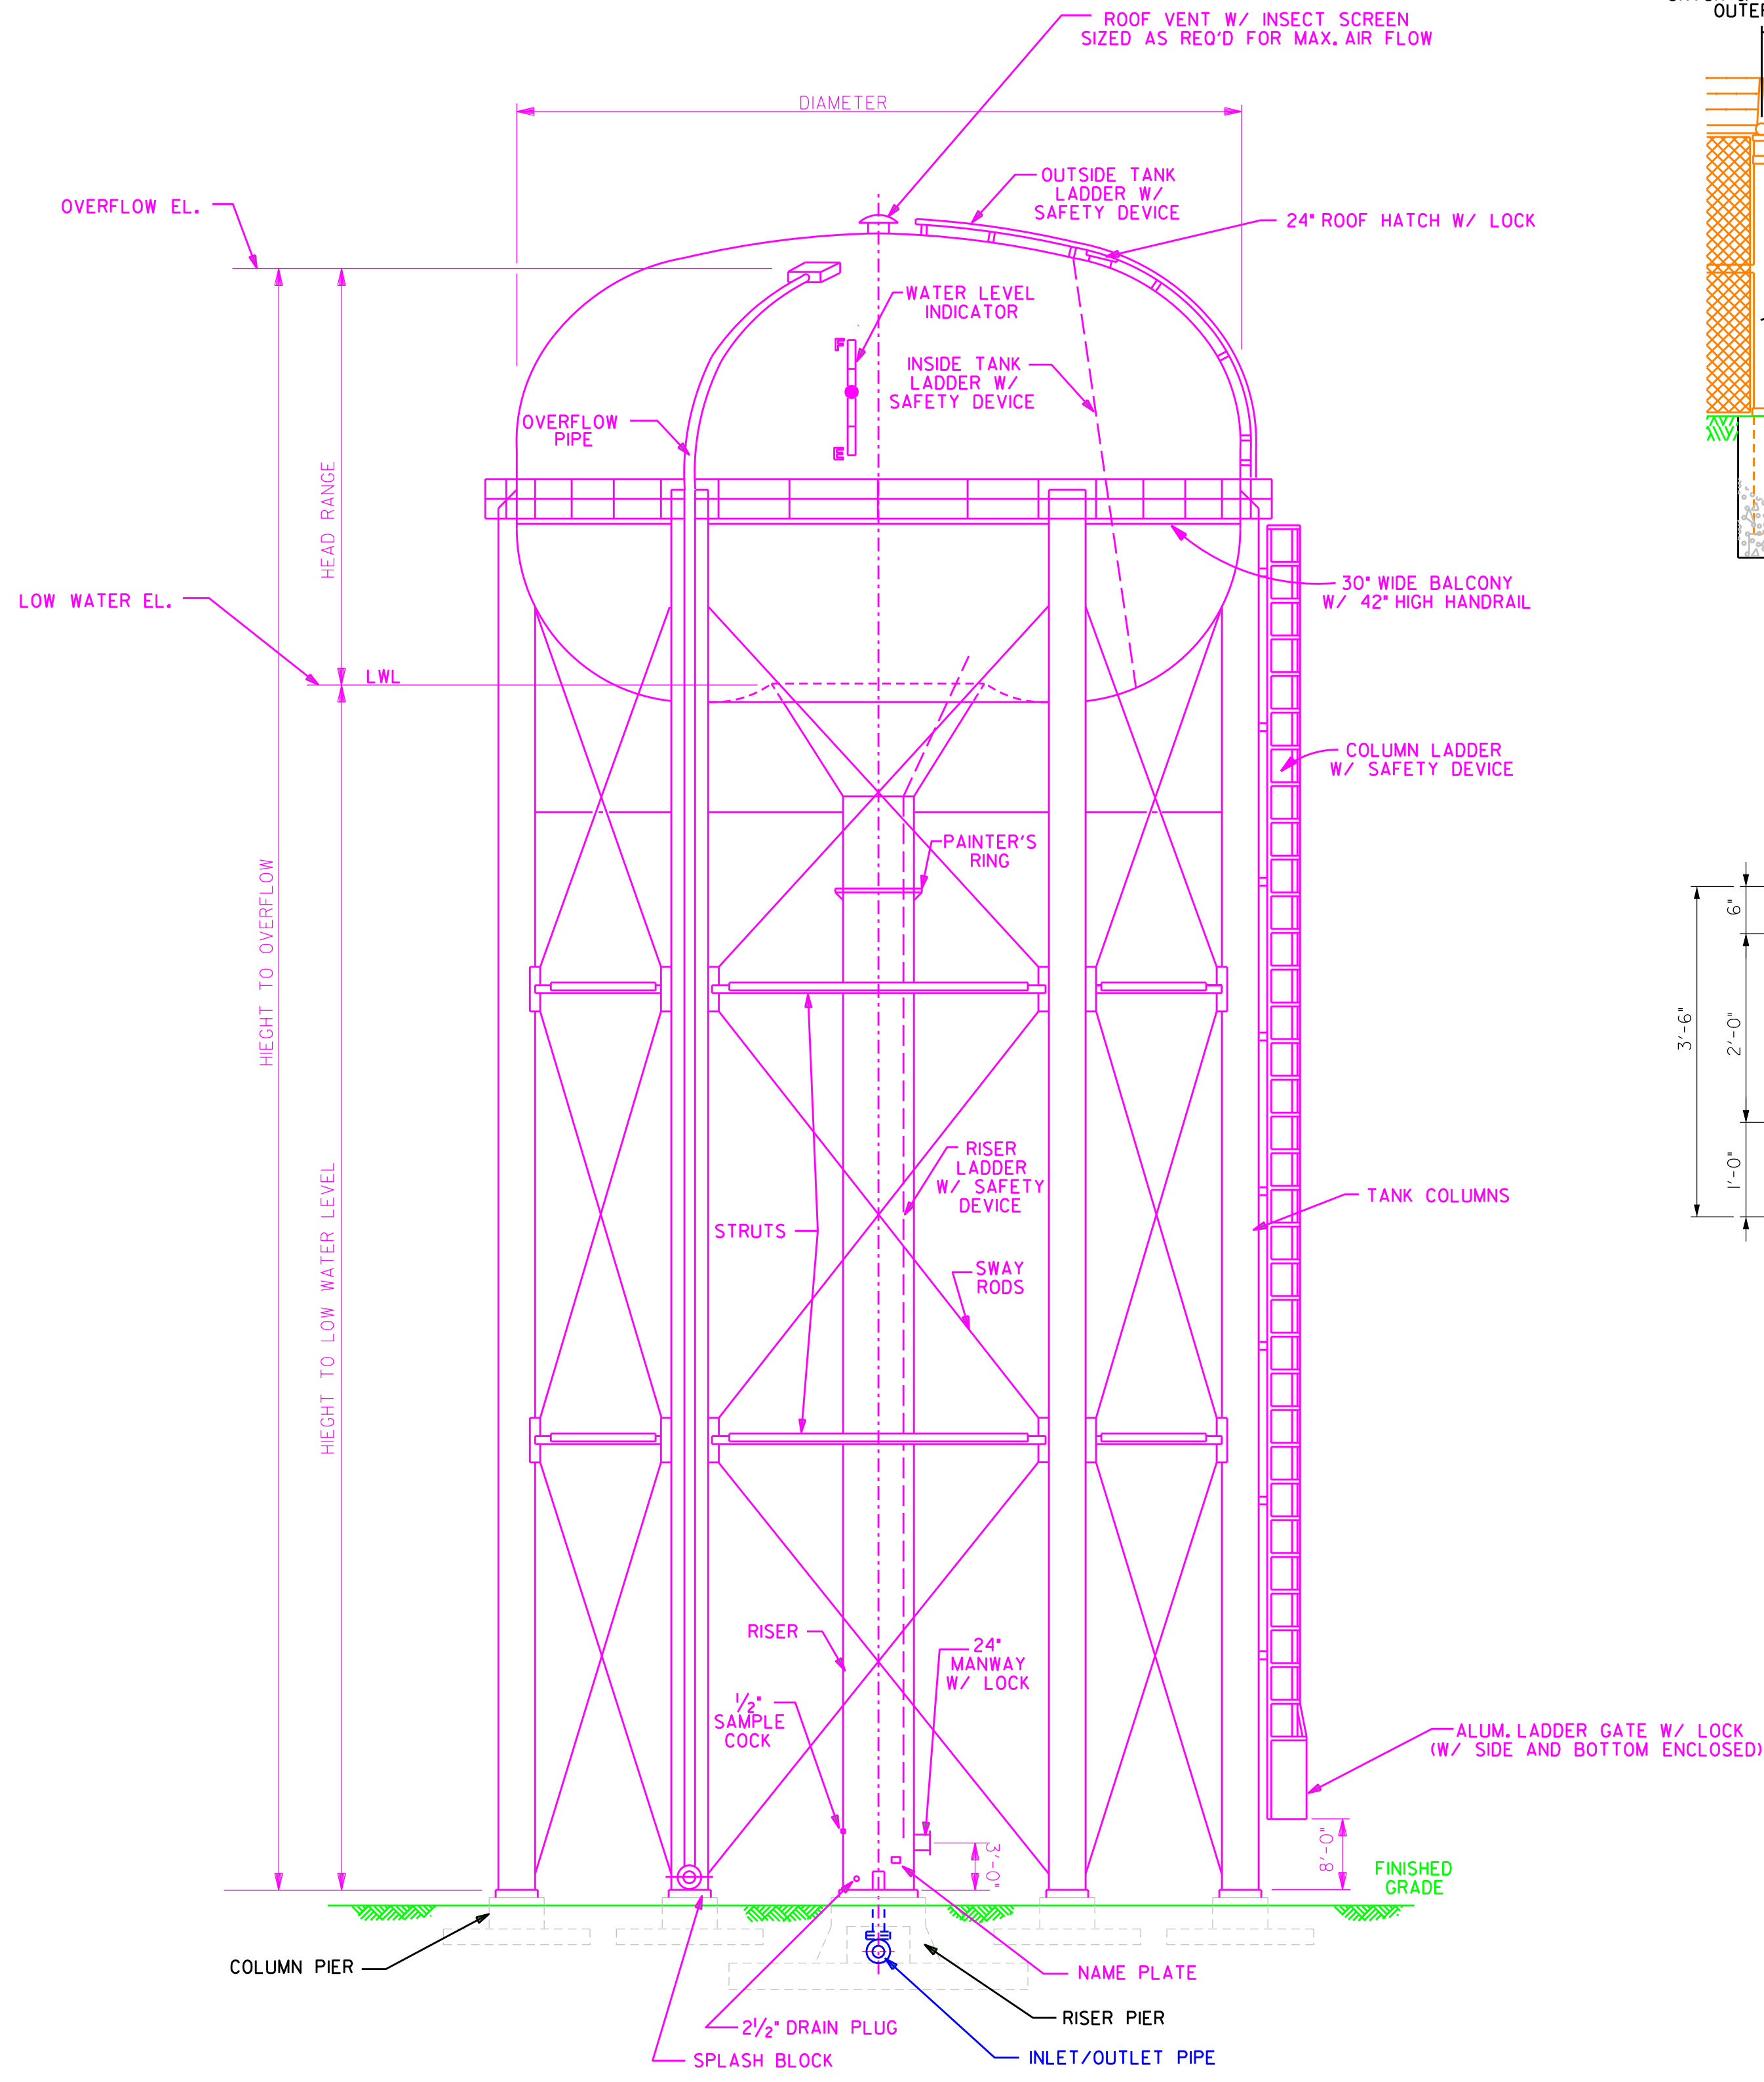 OUTER
ROOF VENT W/ INSECT SCREEN
SIZED AS REQ'D FOR MAX. AIR FLOW
DIAMETER
OUTSIDE TANK
LADDER W/
SAFETY DEVICE
OVERFLOW EL.
24" ROOF HATCH W/ LOCK
WATER LEVEL
INDICATOR
F
INSIDE TANK
LADDER W/
SAFETY DEVICE
OVERFLOW
PIPE
E
HEAD RANGE
30" WIDE BALCONY
W/ 42" HIGH HANDRAIL
LOW WATER EL.
LWL
COLUMN LADDER
W/ SAFETY DEVICE
PAINTER'S
RING
HIEGHT TO OVERFLOW
6"
3'-6"
2'-0"
1'-0"
RISER
LADDER
W/ SAFETY
DEVICE
TANK COLUMNS
STRUTS
HIEGHT TO LOW WATER LEVEL
SWAY
RODS
RISER
24"
MANWAY
W/ LOCK
1/2"
SAMPLE
COCK
ALUM. LADDER GATE W/ LOCK
(W/ SIDE AND BOTTOM ENCLOSED)
3'-0"
8'-0"
FINISHED
GRADE
COLUMN PIER
NAME PLATE
RISER PIER
2 1/2" DRAIN PLUG
SPLASH BLOCK
INLET/OUTLET PIPE